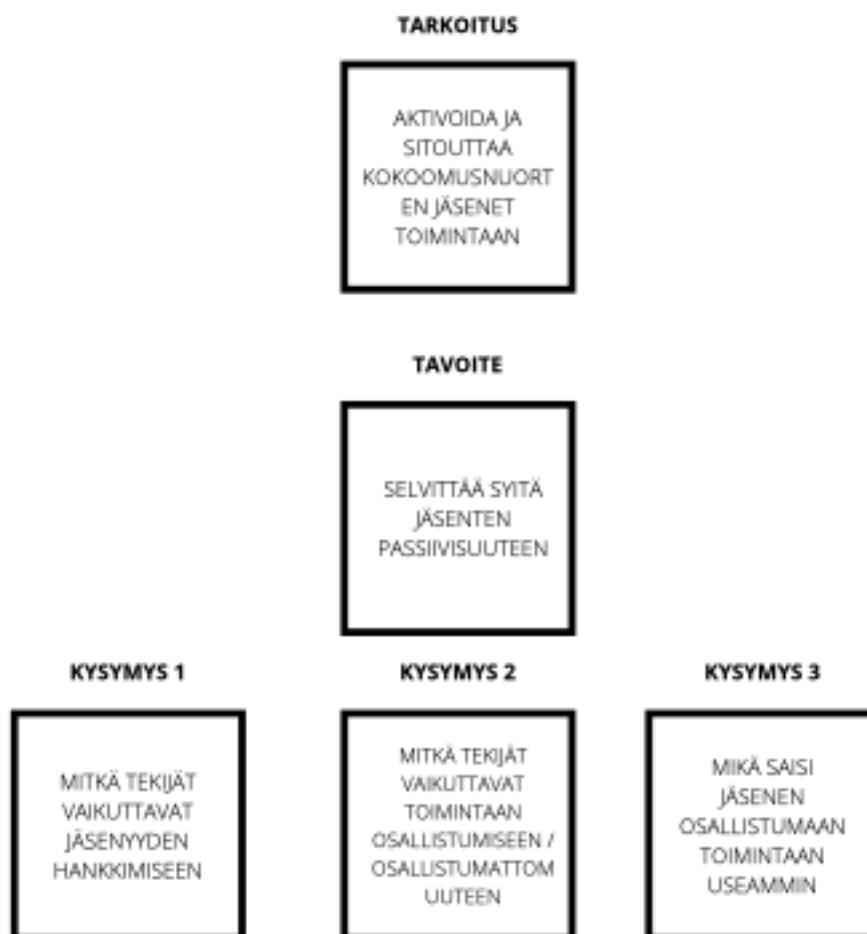 TARKOITUS
AKTIVOIDA JA
SITOUTTAA
KOKOOMUSNUORT
EN JÄSENET
TOIMINTAAN
TAVOITE
SELVITTÄÄ SYITÄ
JÄSENTEN
PASSIIVISUUTEEN
KYSYMYS 1
MITKÄ TEKIJÄT
VAIKUTTAVAT
JÄSENYYDEN
HANKKIMISEEN
KYSYMYS 2
MITKÄ TEKIJÄT
VAIKUTTAVAT
TOIMINTAAN
OSALLISTUMISEEN /
OSALLISTUMATTOM
UUTEEN
KYSYMYS 3
MIKÄ SAISI
JÄSENEN
OSALLISTUMAAN
TOIMINTAAN
USEAMMIN